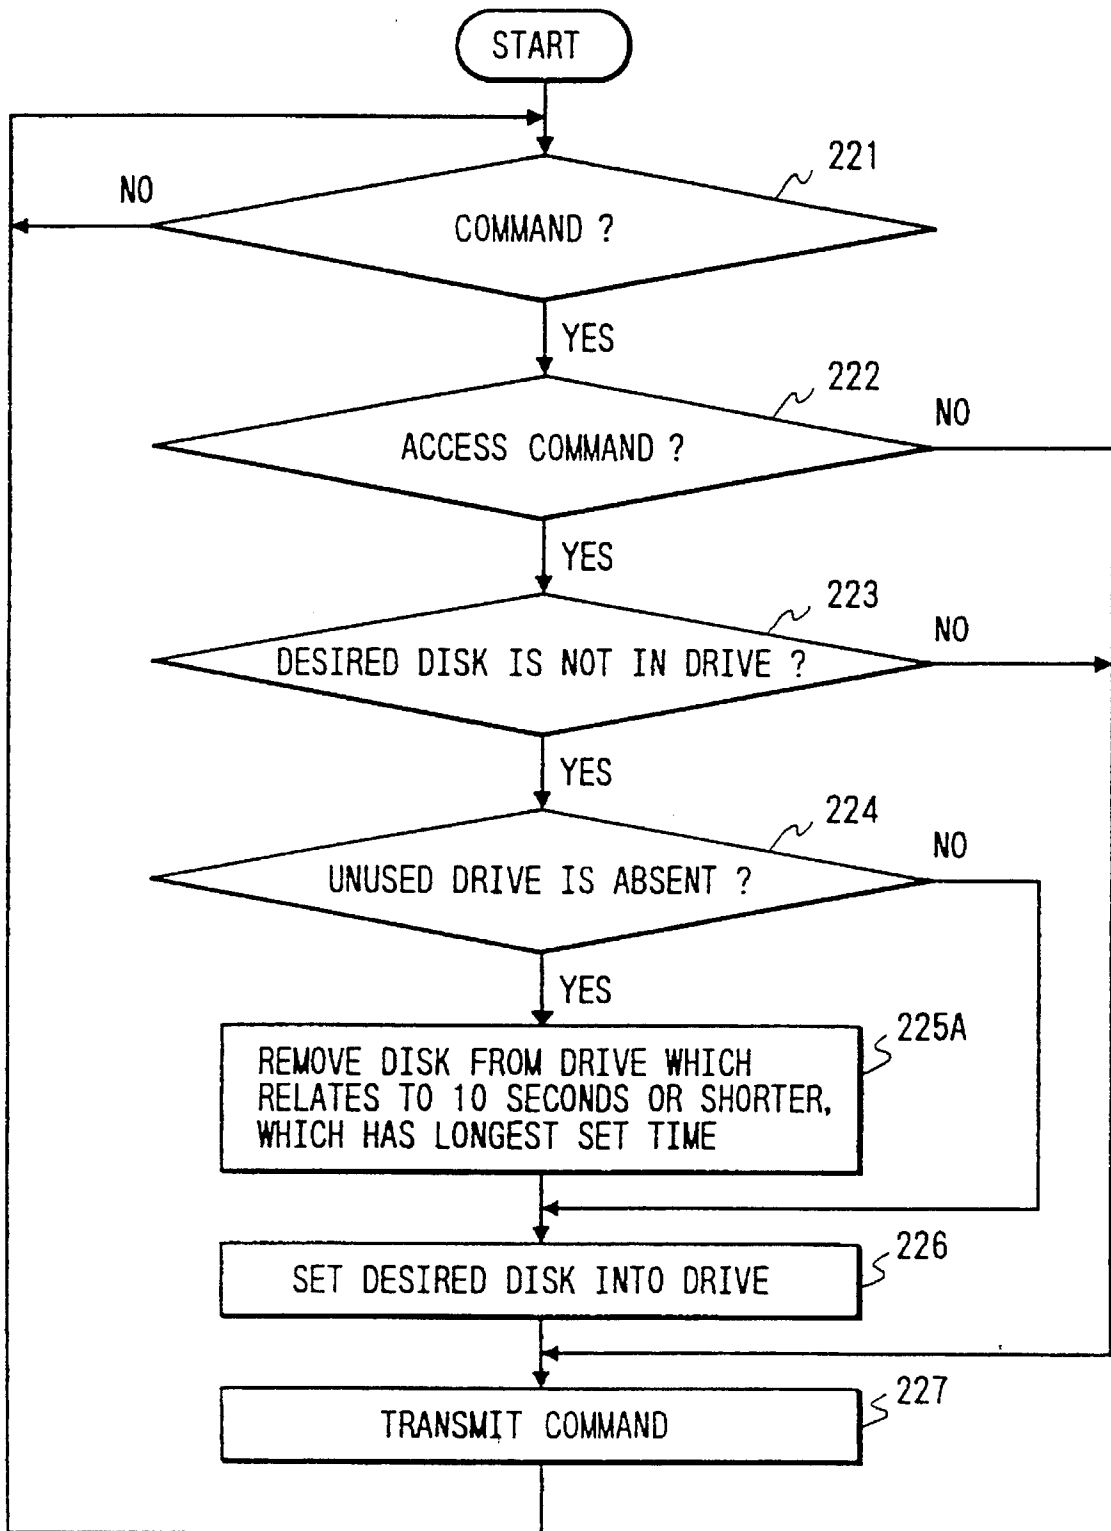 START
221
NO
COMMAND ?
YES
222
NO
ACCESS COMMAND ?
YES
223
NO
DESIRED DISK IS NOT IN DRIVE ?
YES
224
NO
UNUSED DRIVE IS ABSENT ?
YES
225A
REMOVE DISK FROM DRIVE WHICH
RELATES TO 10 SECONDS OR SHORTER,
WHICH HAS LONGEST SET TIME
226
SET DESIRED DISK INTO DRIVE
227
TRANSMIT COMMAND